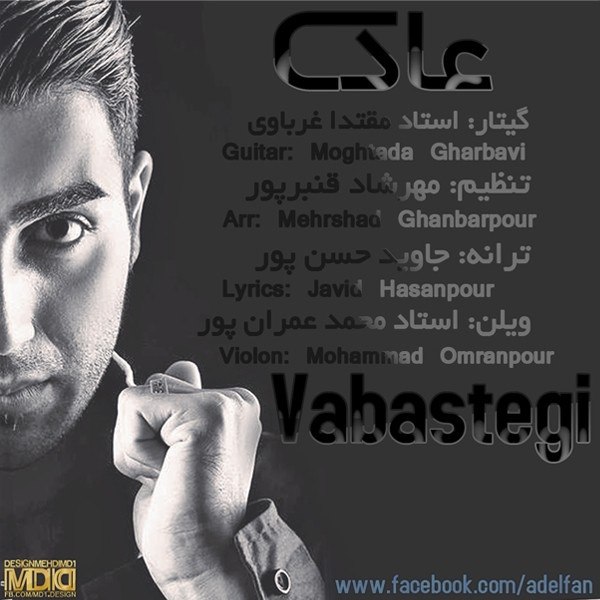 عادل
گیتار: استاد مقتدا غرباوی
Guitar: Moghtada Gharbavi
تنظیم: مهرشاد قنبرپور
Arr: Mehrshad Ghanbarpour
ترانه: جاوید حسن پور
Lyrics: Javid Hasanpour
ویلن: استاد محمد عمران پور
Violon: Mohammad Omranpour
Vabastegi
DESIGNMEHDIMD1
FB.COM/MD1.DESIGN
www.facebook.com/adelfan